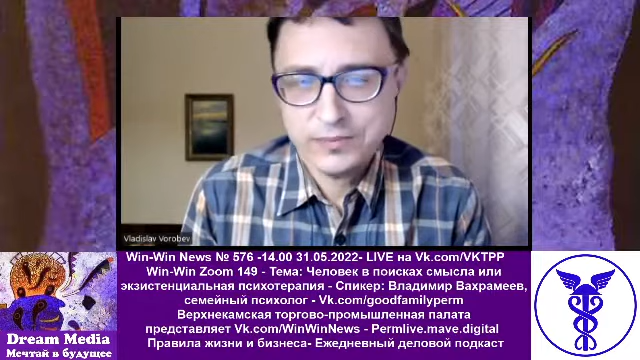 Vladislav Vorobev
Win-Win News № 576 -14.00 31.05.2022- LIVE на Vk.com/VKTPP
Win-Win Zoom 149 - Тема: Человек в поисках смысла или
экзистенциальная психотерапия - Спикер: Владимир Вахрамеев,
семейный психолог - Vk.com/goodfamilyperm
Верхнекамская торгово-промышленная палата
представляет Vk.com/WinWinNews - Permlive.mave.digital
Правила жизни и бизнеса- Ежедневный деловой подкаст
Dream Media
Мечтай в будущее